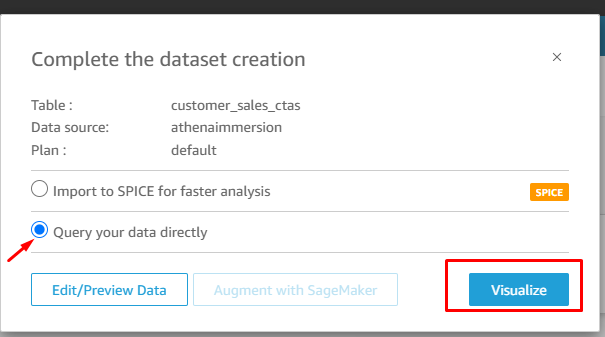 Complete the dataset creation
Table : customer_sales_ctas
Data source: athenaimmersion
Plan : default
Import to SPICE for faster analysis SPICE
Query your data directly
Edit/Preview Data Augment with SageMaker Visualize